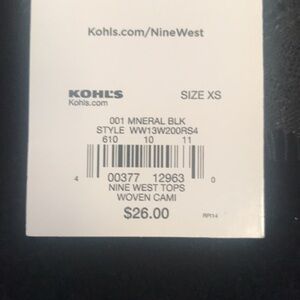 Kohls.com/NineWest
KOHL'S
SIZE XS
Kohls.com
001 MNERAL BLK
STYLE WW13W200RS4
610 10 11
4 00377 12963 0
NINE WEST TOPS
WOVEN CAMI
$26.00
RPI14